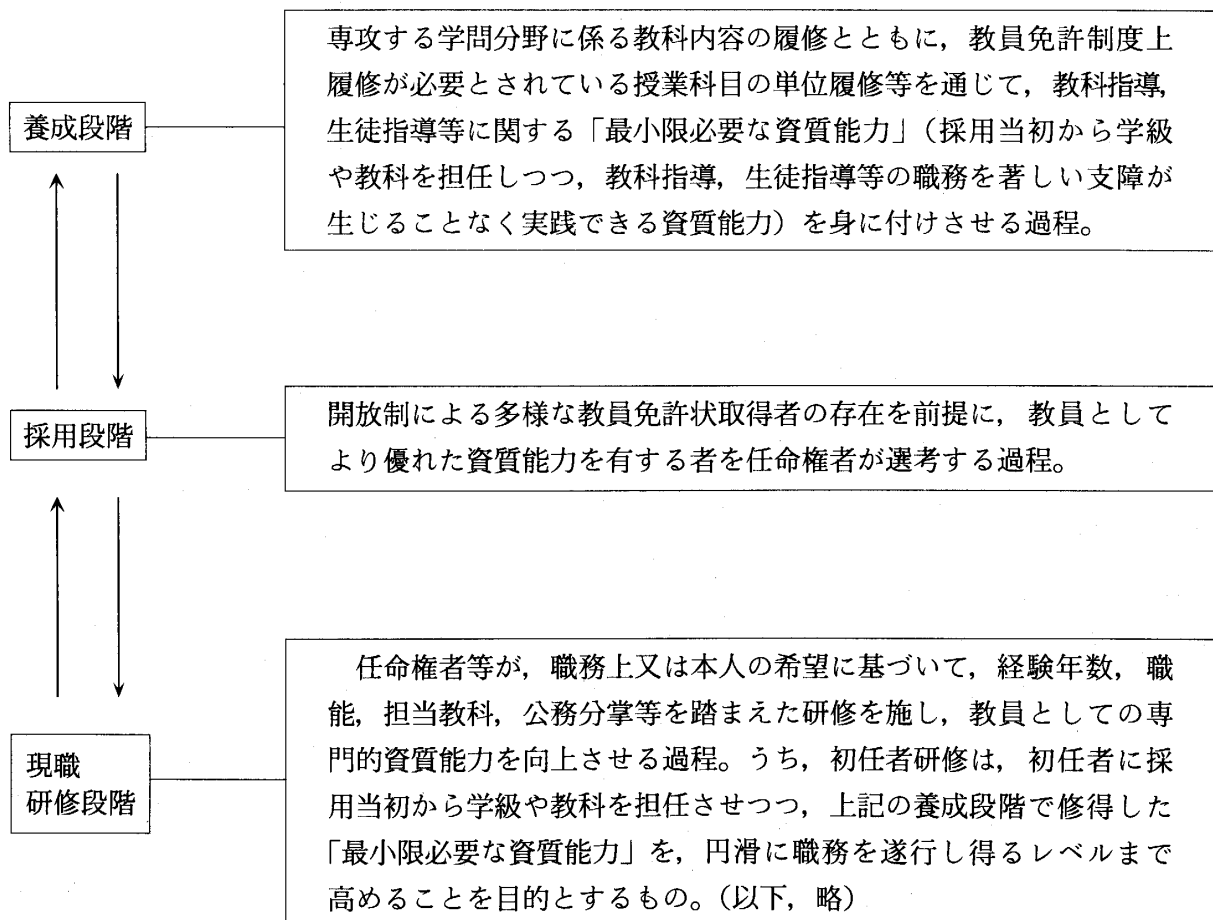 専攻する学問分野に係る教科内容の履修とともに，教員免許制度上
履修が必要とされている授業科目の単位履修等を通じて，教科指導，
生徒指導等に関する「最小限必要な資質能力」（採用当初から学級
や教科を担任しつつ，教科指導，生徒指導等の職務を著しい支障が
生じることなく実践できる資質能力）を身に付けさせる過程。
養成段階
開放制による多様な教員免許状取得者の存在を前提に，教員として
より優れた資質能力を有する者を任命権者が選考する過程。
採用段階
任命権者等が，職務上又は本人の希望に基づいて，経験年数，職
能，担当教科，公務分掌等を踏まえた研修を施し，教員としての専
門的資質能力を向上させる過程。うち，初任者研修は，初任者に採
用当初から学級や教科を担任させつつ，上記の養成段階で修得した
「最小限必要な資質能力」を，円滑に職務を遂行し得るレベルまで
高めることを目的とするもの。（以下，略）
現職
研修段階